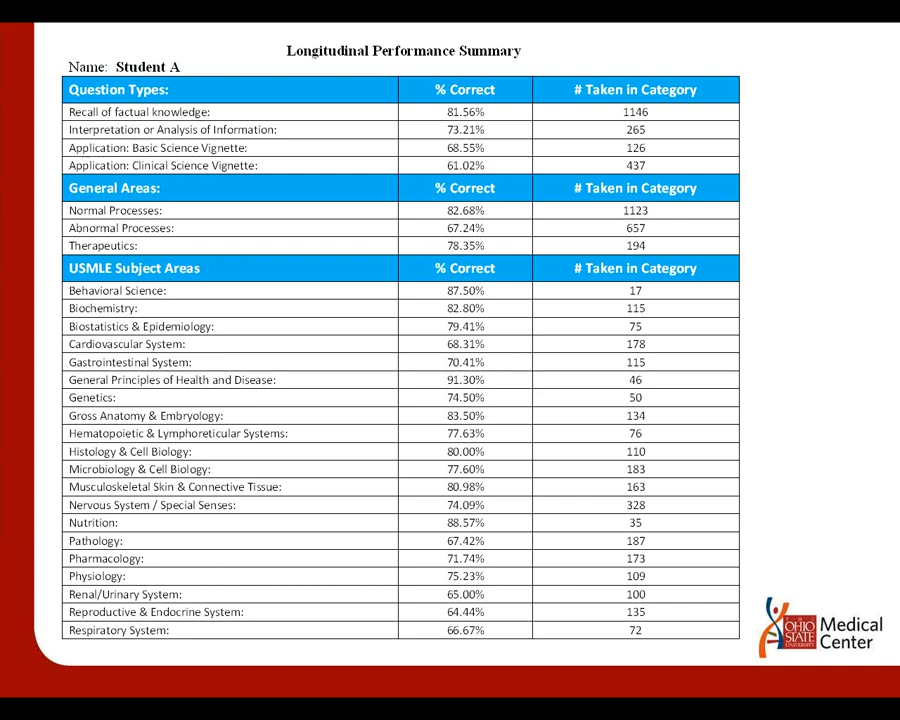 Longitudinal Performance Summary
Name: Student A
Question Types: % Correct # Taken in Category
Recall of factual knowledge: 81.56% 1146
Interpretation or Analysis of Information: 73.21% 265
Application: Basic Science Vignette: 68.55% 126
Application: Clinical Science Vignette: 61.02% 437
General Areas: % Correct # Taken in Category
Normal Processes: 82.68% 1123
Abnormal Processes: 67.24% 657
Therapeutics: 78.35% 194
USMLE Subject Areas % Correct # Taken in Category
Behavioral Science: 87.50% 17
Biochemistry: 82.80% 115
Biostatistics & Epidemiology: 79.41% 75
Cardiovascular System: 68.31% 178
Gastrointestinal System: 70.41% 115
General Principles of Health and Disease: 91.30% 46
Genetics: 74.50% 50
Gross Anatomy & Embryology: 83.50% 134
Hematopoietic & Lymphoreticular Systems: 77.63% 76
Histology & Cell Biology: 80.00% 110
Microbiology & Cell Biology: 77.60% 183
Musculoskeletal Skin & Connective Tissue: 80.98% 163
Nervous System / Special Senses: 74.09% 328
Nutrition: 88.57% 35
Pathology: 67.42% 187
Pharmacology: 71.74% 173
Physiology: 75.23% 109
Renal/Urinary System: 65.00% 100
Reproductive & Endocrine System: 64.44% 135
Respiratory System: 66.67% 72
THE
OHIO
STATE
UNIVERSITY
Medical
Center